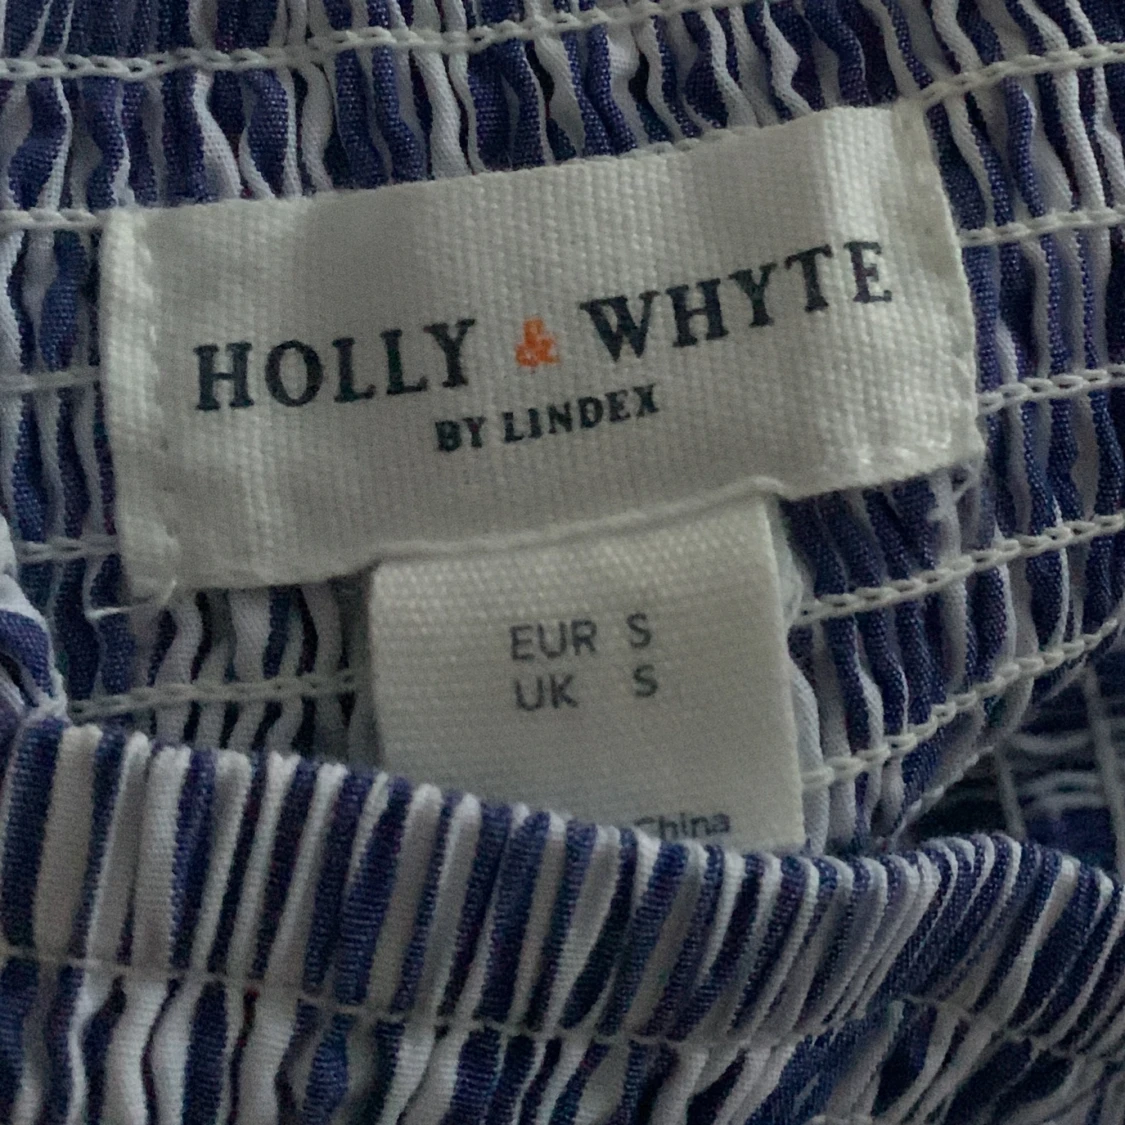 HOLLY & WHYTE
BY LINDEX
EUR S
UK S
China